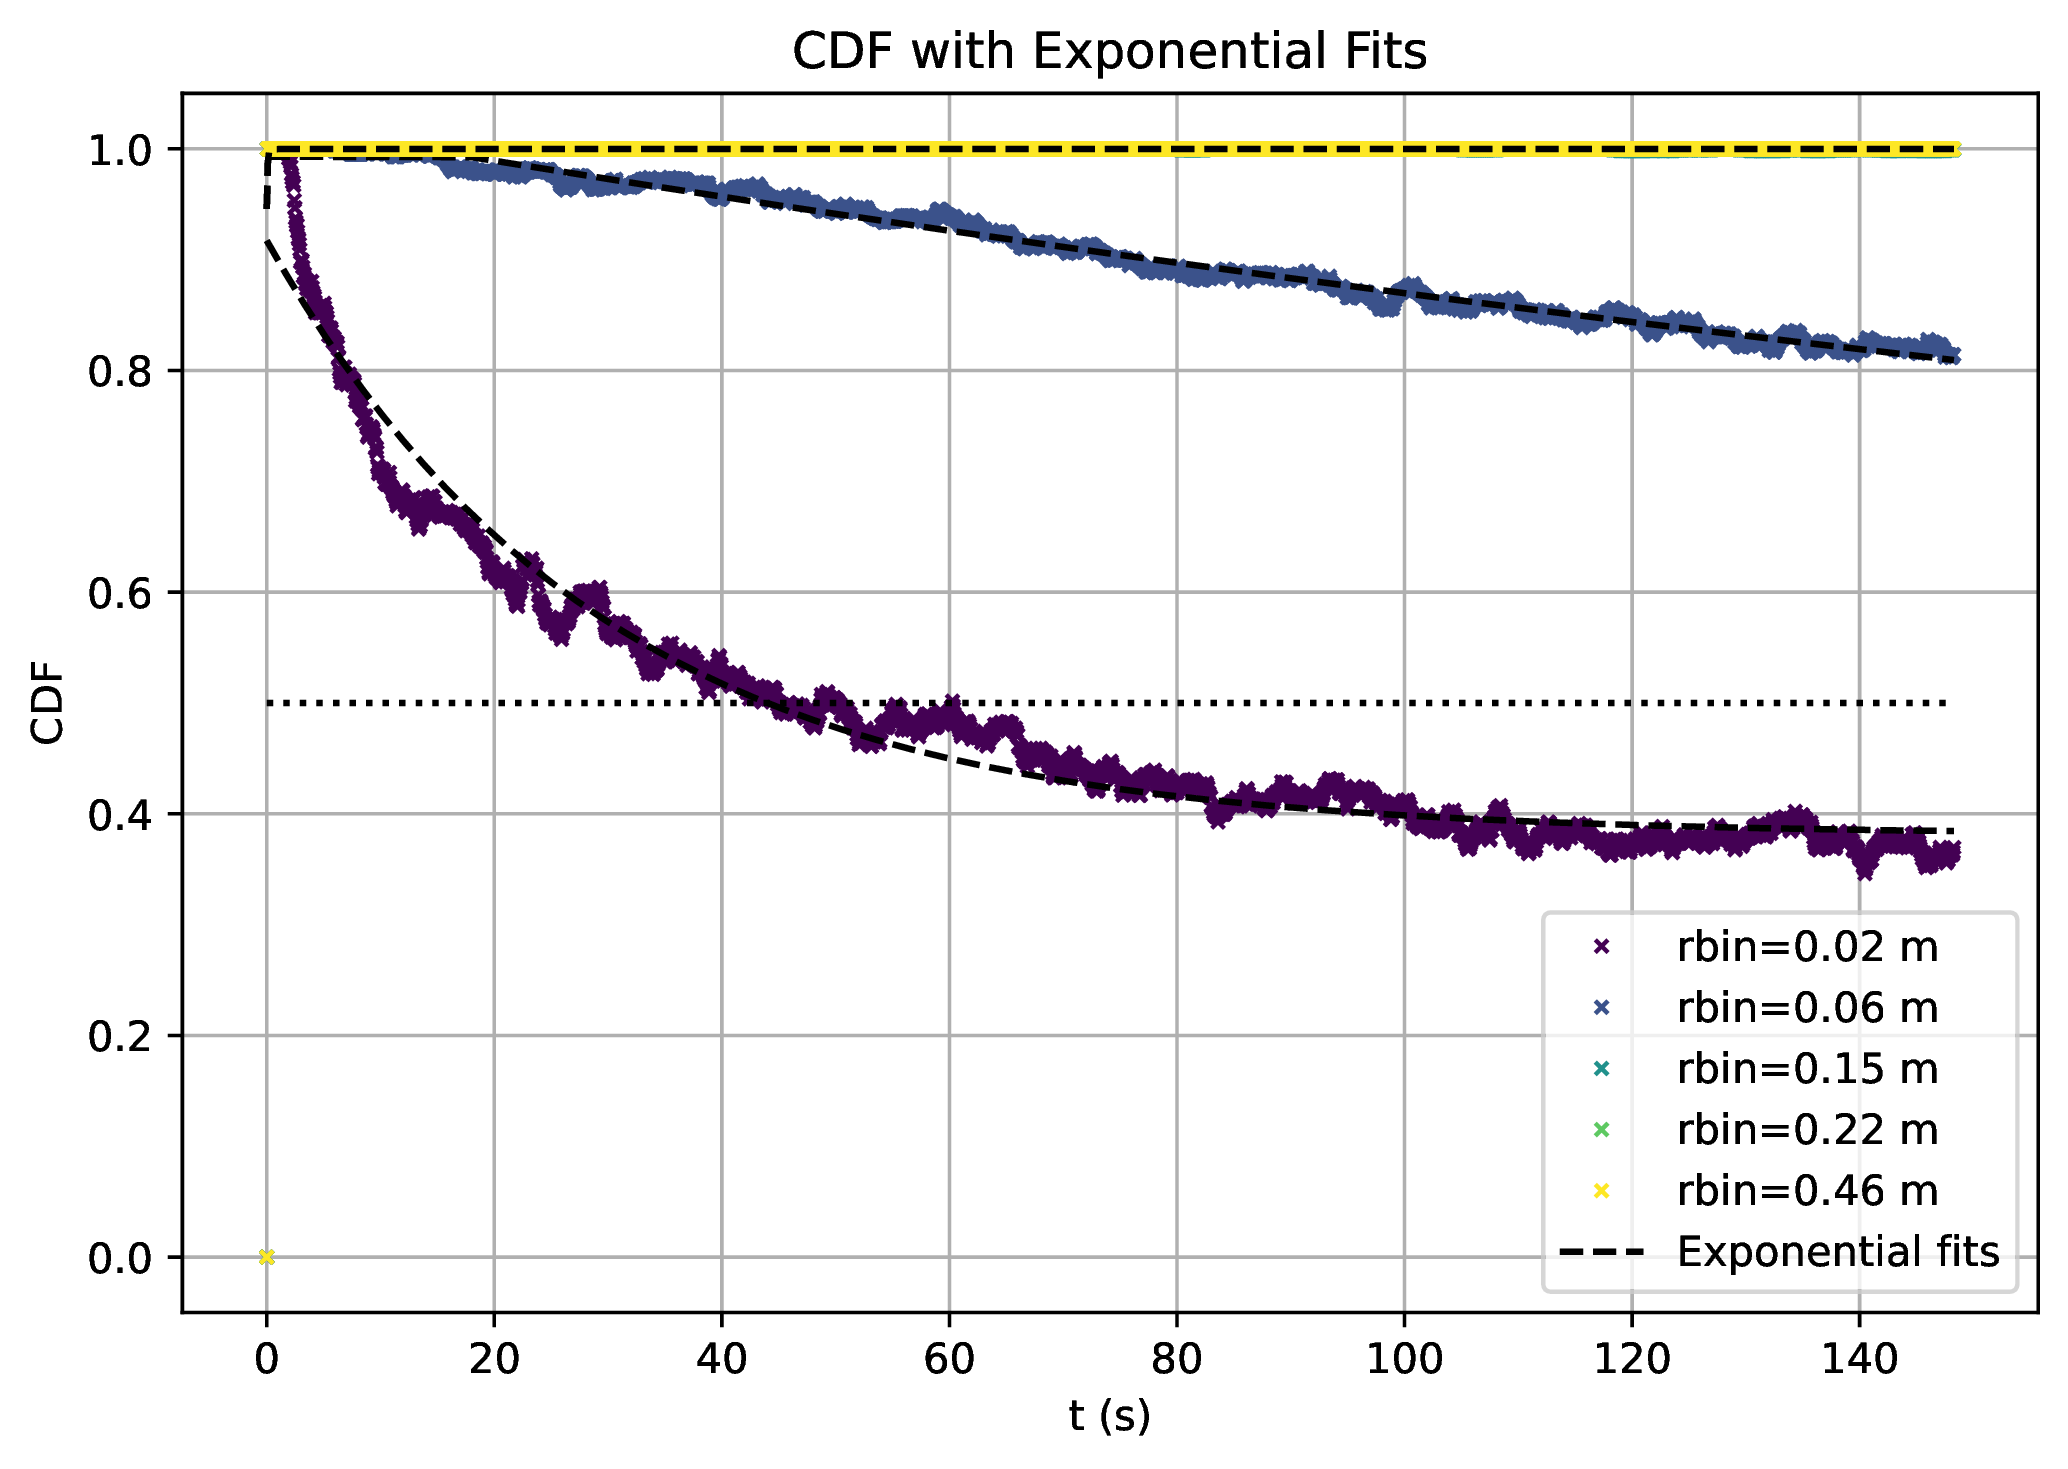 CDF with Exponential Fits
CDF
1.0
0.8
0.6
0.4
0.2
0.0
rbin=0.02 m
rbin=0.06 m
rbin=0.15 m
rbin=0.22 m
rbin=0.46 m
Exponential fits
0 20 40 60 80 100 120 140
t (s)